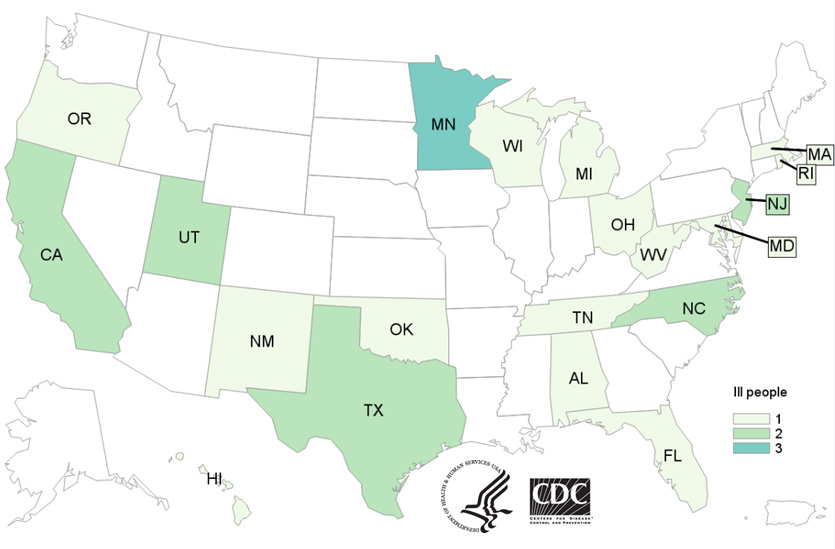 OR
MN
WI
MI
MA
RI
NJ
MD
CA
UT
OH
WV
NC
TN
NM
OK
AL
TX
FL
HI
Ill people
1
2
3
DEPARTMENT OF HEALTH & HUMAN SERVICES•USA
CDC
CENTERS FOR DISEASE
CONTROL AND PREVENTION